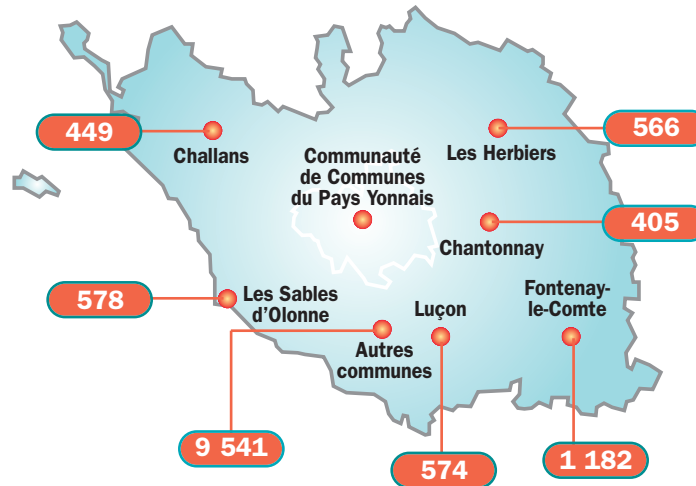 449
Challans
Communauté
de Communes
du Pays Yonnais
Les Herbiers
566
Chantonnay
405
578
Les Sables
d'Olonne
Autres
communes
Luçon
Fontenay-
le-Comte
9 541
574
1 182